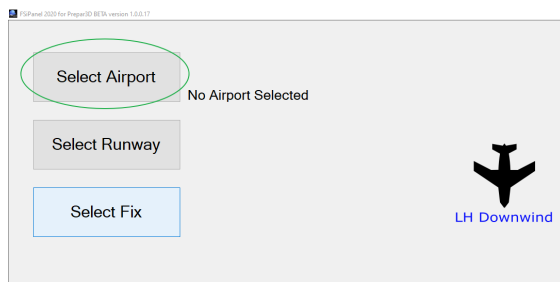 FSiPanel 2020 for Prepar3D BETA version 1.0.0.17
Select Airport
No Airport Selected
Select Runway
Select Fix
LH Downwind